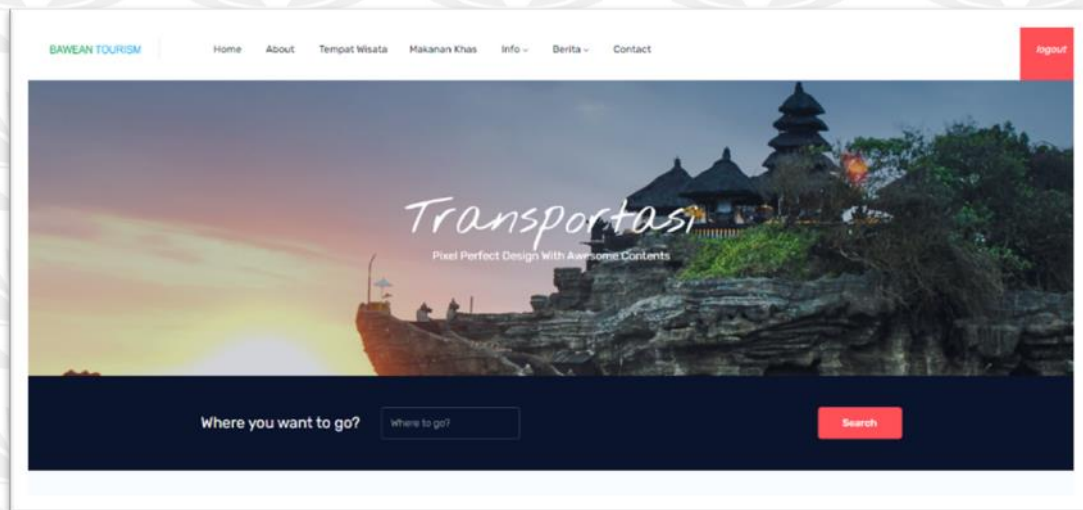 BAWEAN TOURISM Home About Tempat Wisata Makanan Khas Info Berita Contact logout
Transportasi
Pixel Perfect Design With Awesome Contents
Where you want to go? Where to go? Search